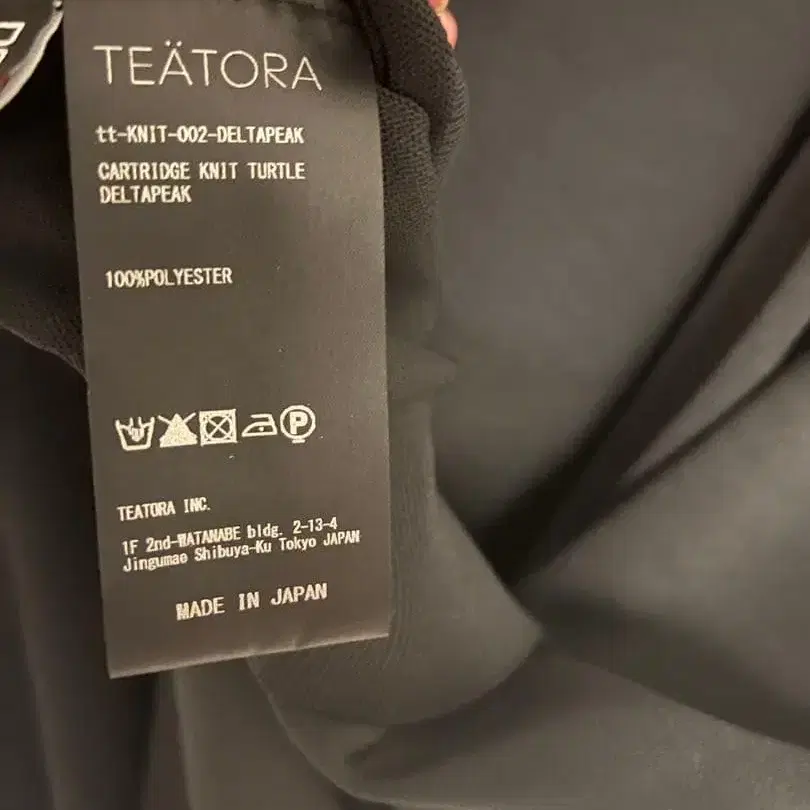 TEÄTORA
tt-KNIT-002-DELTAPEAK
CARTRIDGE KNIT TURTLE
DELTAPEAK
100%POLYESTER
P
TEATORA INC.
1F 2nd-WATANABE bldg. 2-13-4
Jingumae Shibuya-Ku Tokyo JAPAN
MADE IN JAPAN